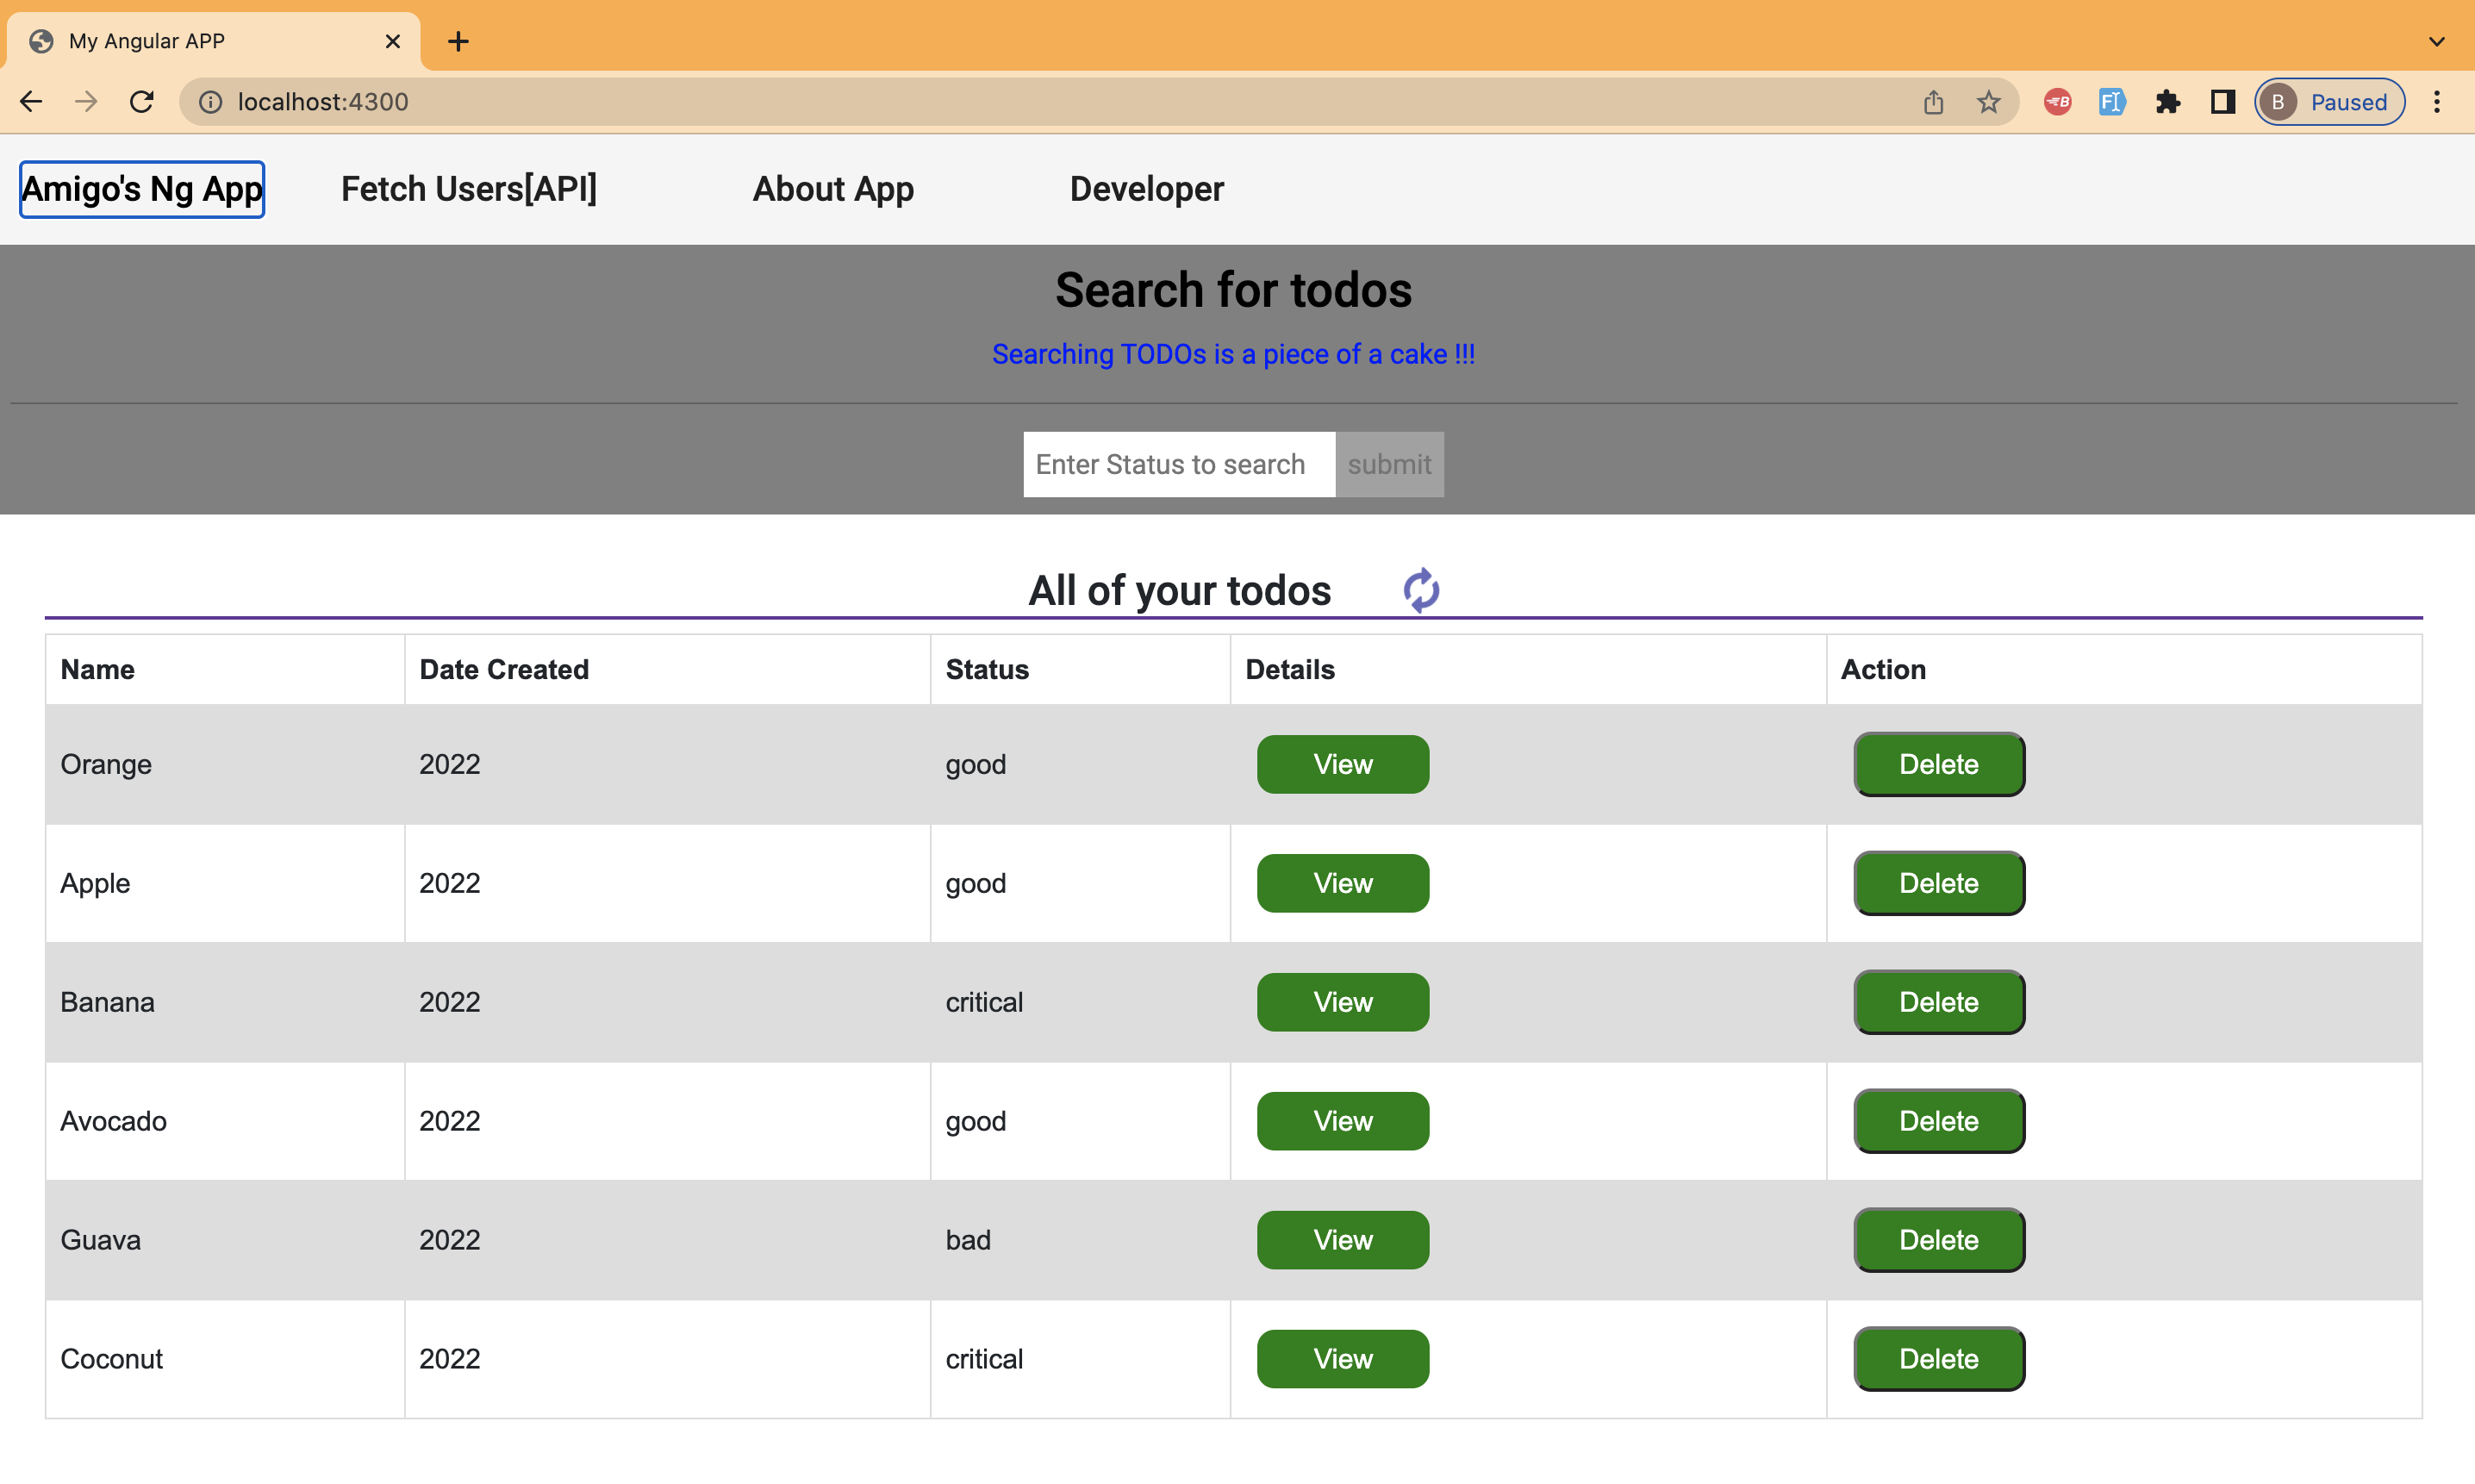 My Angular APP
localhost:4300
B Paused
Amigo's Ng App Fetch Users[API] About App Developer
Search for todos
Searching TODOs is a piece of a cake !!!
Enter Status to search submit
All of your todos
Name Date Created Status Details Action
Orange 2022 good View Delete
Apple 2022 good View Delete
Banana 2022 critical View Delete
Avocado 2022 good View Delete
Guava 2022 bad View Delete
Coconut 2022 critical View Delete